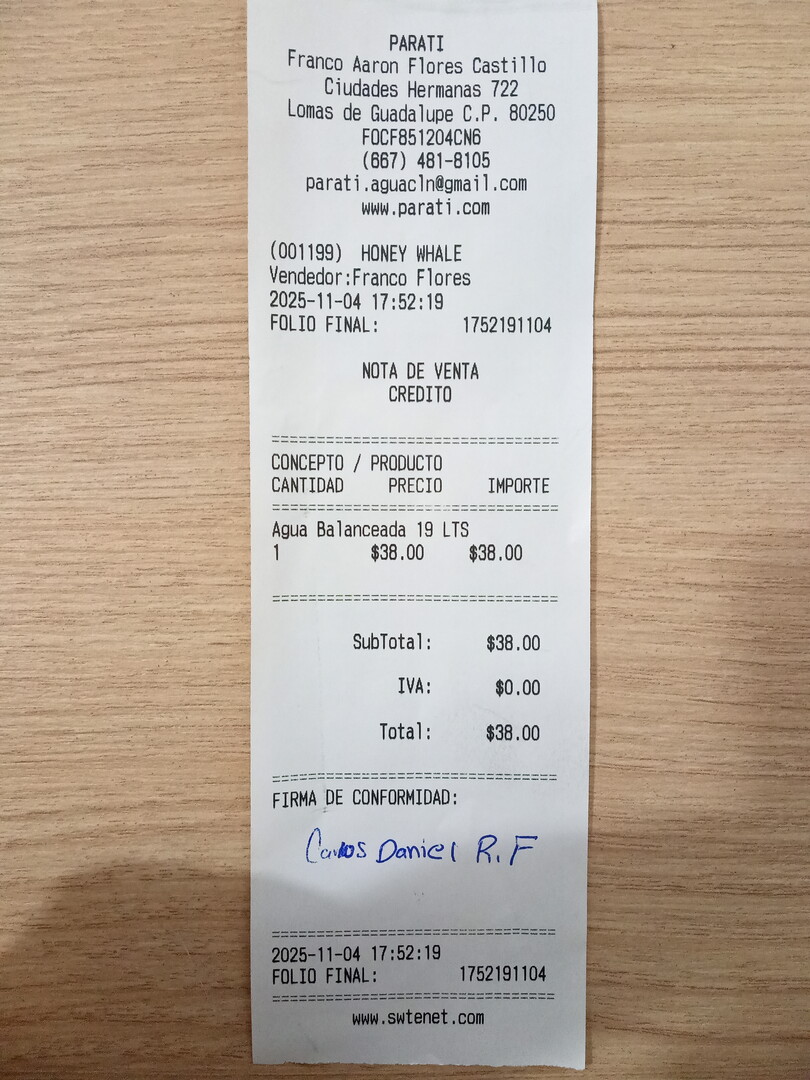 PARATI
Franco Aaron Flores Castillo
Ciudades Hermanas 722
Lomas de Guadalupe C.P. 80250
FOCF851204CN6
(667) 481-8105
parati.aguacln@gmail.com
www.parati.com
(001199) HONEY WHALE
Vendedor:Franco Flores
2025-11-04 17:52:19
FOLIO FINAL: 1752191104
NOTA DE VENTA
CREDITO
================================
CONCEPTO / PRODUCTO
CANTIDAD PRECIO IMPORTE
================================
Agua Balanceada 19 LTS
1 $38.00 $38.00
================================
SubTotal: $38.00
IVA: $0.00
Total: $38.00
================================
FIRMA DE CONFORMIDAD:
Carlos Daniel R.F
================================
2025-11-04 17:52:19
FOLIO FINAL: 1752191104
================================
www.swtenet.com